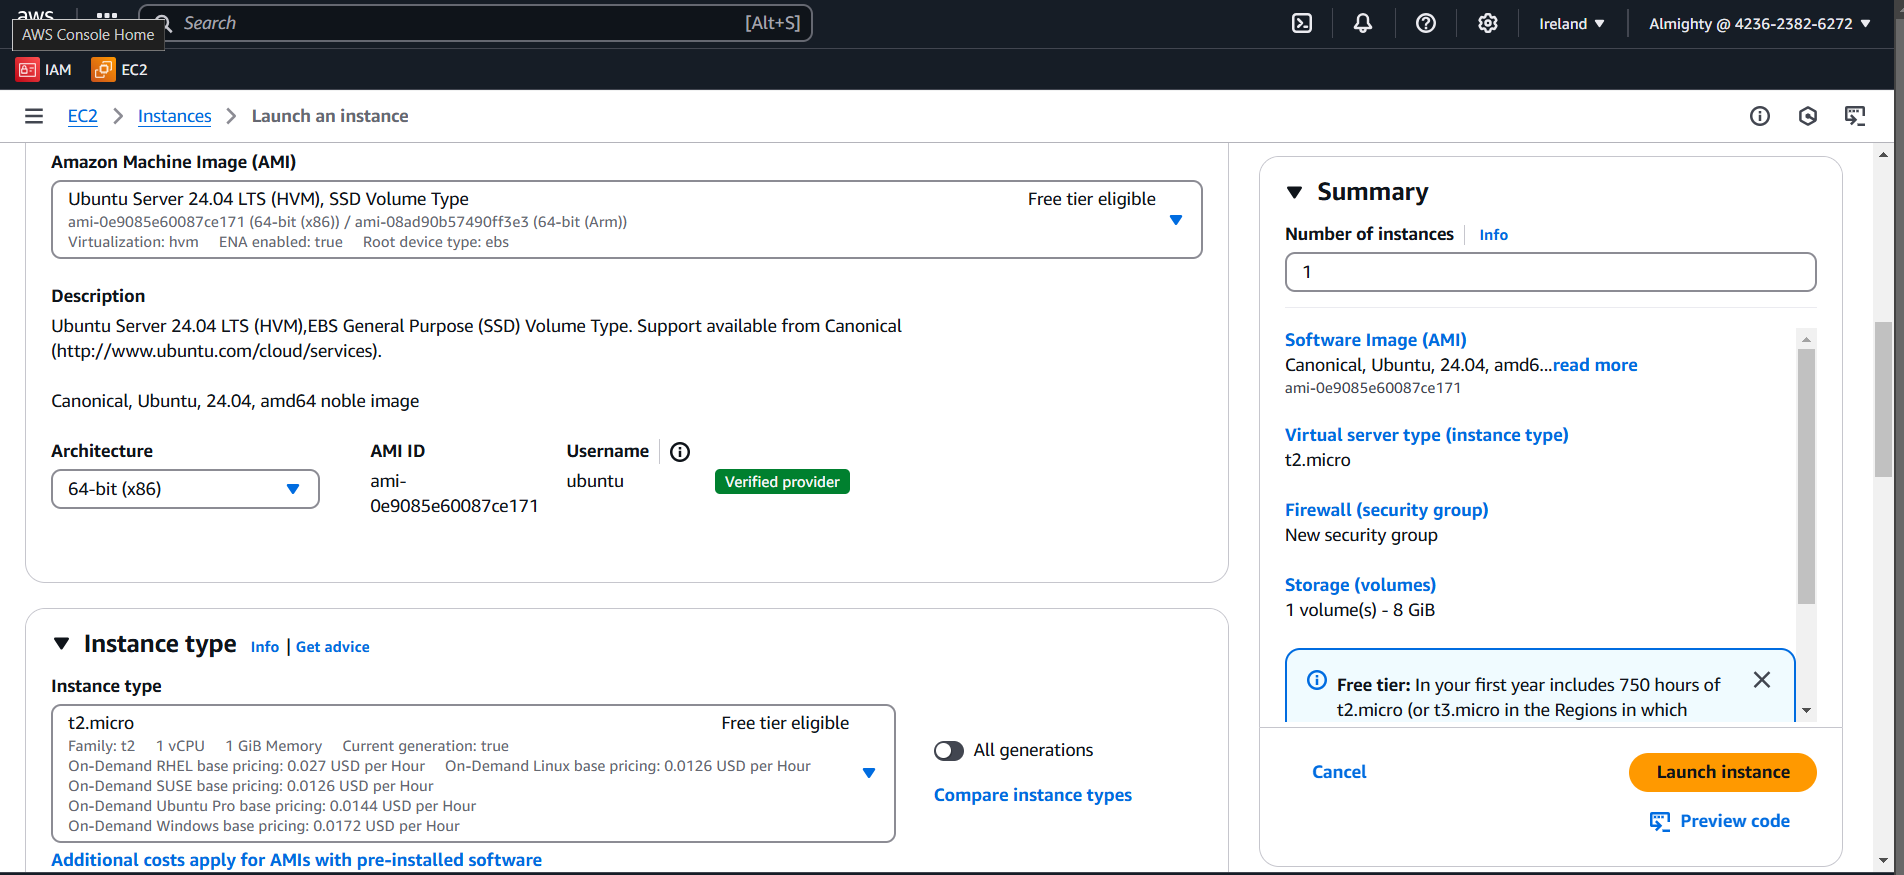 aws
Search
[Alt+S]
Ireland
Almighty @ 4236-2382-6272
AWS Console Home
IAM
EC2
EC2
Instances
Launch an instance
Amazon Machine Image (AMI)
Ubuntu Server 24.04 LTS (HVM), SSD Volume Type
Free tier eligible
ami-0e9085e60087ce171 (64-bit (x86)) / ami-08ad90b57490ff3e3 (64-bit (Arm))
Virtualization: hvm ENA enabled: true Root device type: ebs
Description
Ubuntu Server 24.04 LTS (HVM),EBS General Purpose (SSD) Volume Type. Support available from Canonical
(http://www.ubuntu.com/cloud/services).
Canonical, Ubuntu, 24.04, amd64 noble image
Architecture
64-bit (x86)
AMI ID
ami-
0e9085e60087ce171
Username
ubuntu
Verified provider
Instance type
Info | Get advice
Instance type
t2.micro
Free tier eligible
Family: t2 1 vCPU 1 GiB Memory Current generation: true
On-Demand RHEL base pricing: 0.027 USD per Hour On-Demand Linux base pricing: 0.0126 USD per Hour
On-Demand SUSE base pricing: 0.0126 USD per Hour
On-Demand Ubuntu Pro base pricing: 0.0144 USD per Hour
On-Demand Windows base pricing: 0.0172 USD per Hour
Additional costs apply for AMIs with pre-installed software
All generations
Compare instance types
Summary
Number of instances
Info
1
Software Image (AMI)
Canonical, Ubuntu, 24.04, amd6...read more
ami-0e9085e60087ce171
Virtual server type (instance type)
t2.micro
Firewall (security group)
New security group
Storage (volumes)
1 volume(s) - 8 GiB
Free tier: In your first year includes 750 hours of
t2.micro (or t3.micro in the Regions in which
Cancel
Launch instance
Preview code